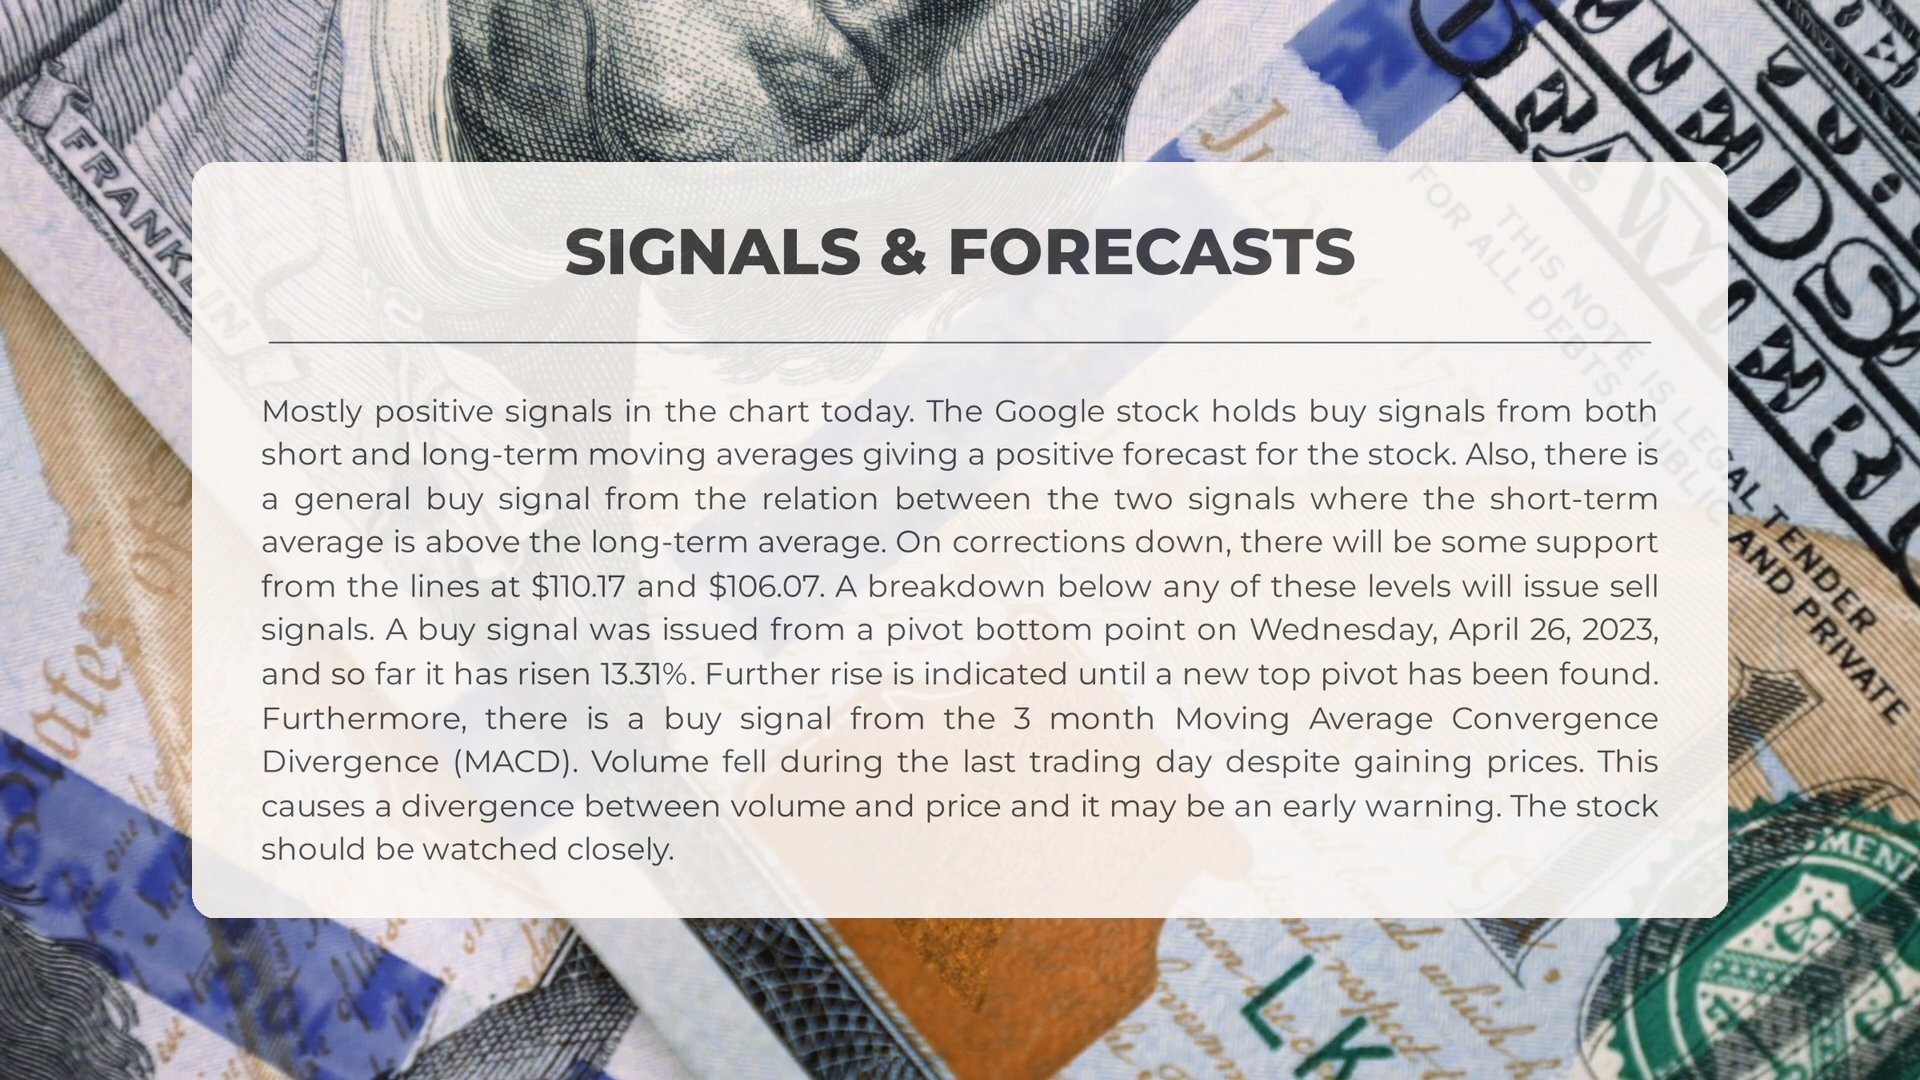 SIGNALS & FORECASTS
Mostly positive signals in the chart today. The Google stock holds buy signals from both
short and long-term moving averages giving a positive forecast for the stock. Also, there is
a general buy signal from the relation between the two signals where the short-term
average is above the long-term average. On corrections down, there will be some support
from the lines at $110.17 and $106.07. A breakdown below any of these levels will issue sell
signals. A buy signal was issued from a pivot bottom point on Wednesday, April 26, 2023,
and so far it has risen 13.31%. Further rise is indicated until a new top pivot has been found.
Furthermore, there is a buy signal from the 3 month Moving Average Convergence
Divergence (MACD). Volume fell during the last trading day despite gaining prices. This
causes a divergence between volume and price and it may be an early warning. The stock
should be watched closely.
FRANKLIN
THIS NOTE IS LEGAL TENDER
FOR ALL DEBTS, PUBLIC AND PRIVATE
JULY 4,
LK